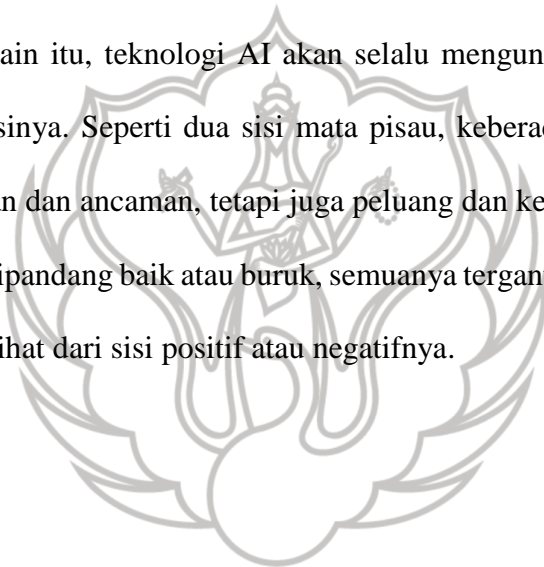 ain itu, teknologi AI akan selalu mengun
sinya. Seperti dua sisi mata pisau, kebera
n dan ancaman, tetapi juga peluang dan ke
ipandang baik atau buruk, semuanya tergan
ihat dari sisi positif atau negatifnya.